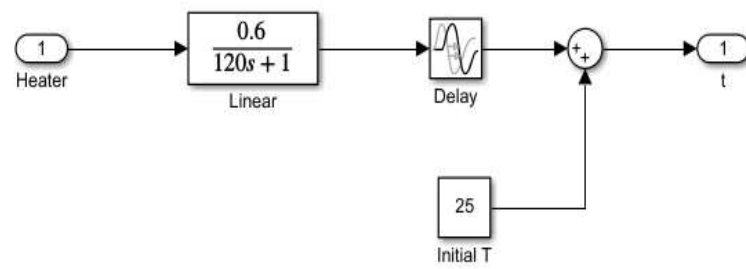 1
Heater
0.6
120s + 1
Linear
Delay
+
+
1
t
25
Initial T